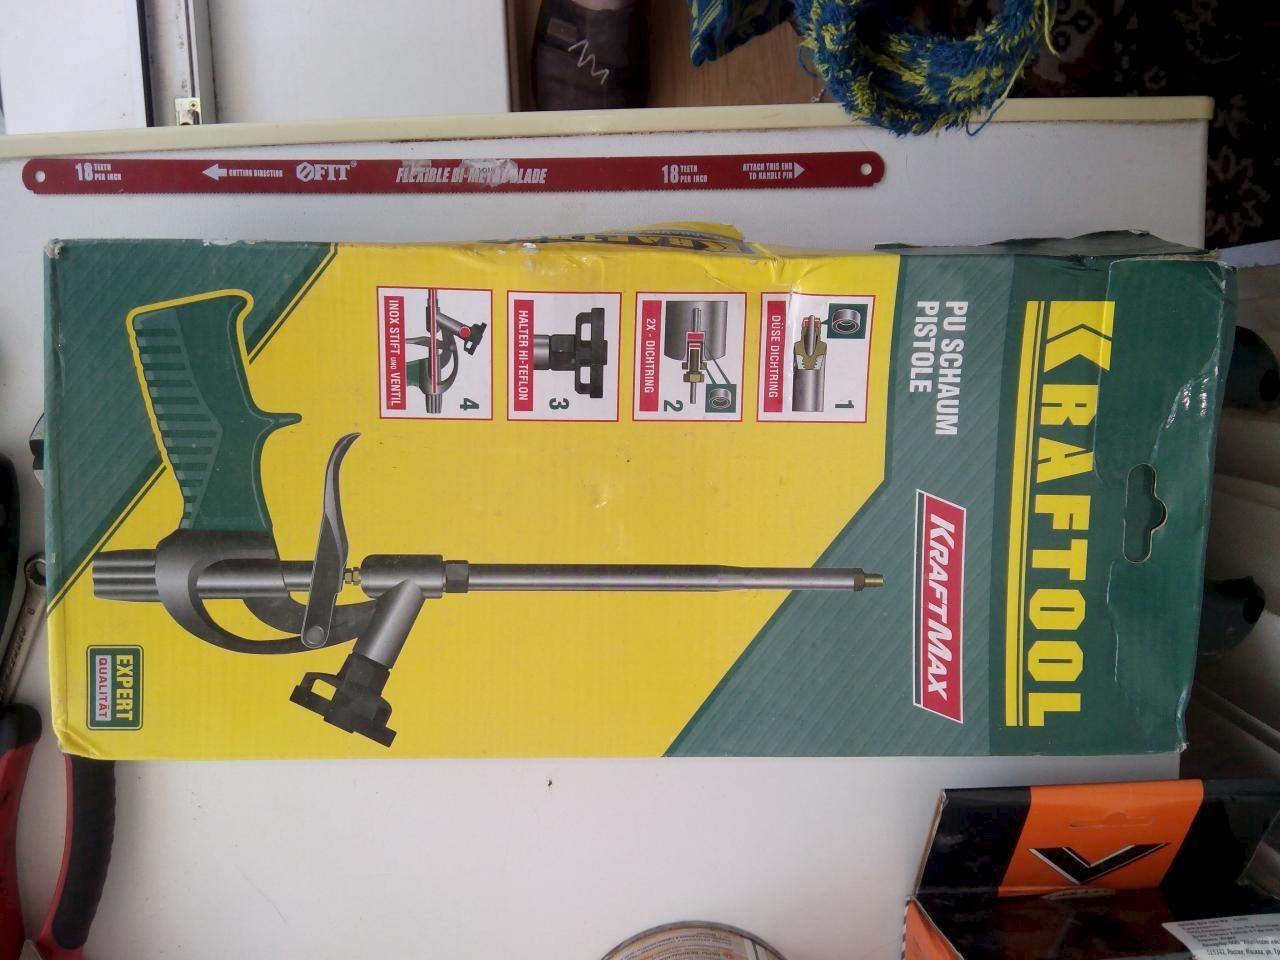 18 TEETH
PER INCH
CUTTING DIRECTION
FIT®
FLEXIBLE BI-METAL BLADE
18 TEETH
PER INCH
ATTACH THIS END
TO HANDLE PIN
KRAFTOOL
PU SCHAUM
PISTOLE
KRAFTMAX
1
DÜSE DICHTRING
2
2X - DICHTRING
3
HALTER HI-TEFLON
4
INOX STIFT UND VENTIL
EXPERT
QUALITÄT